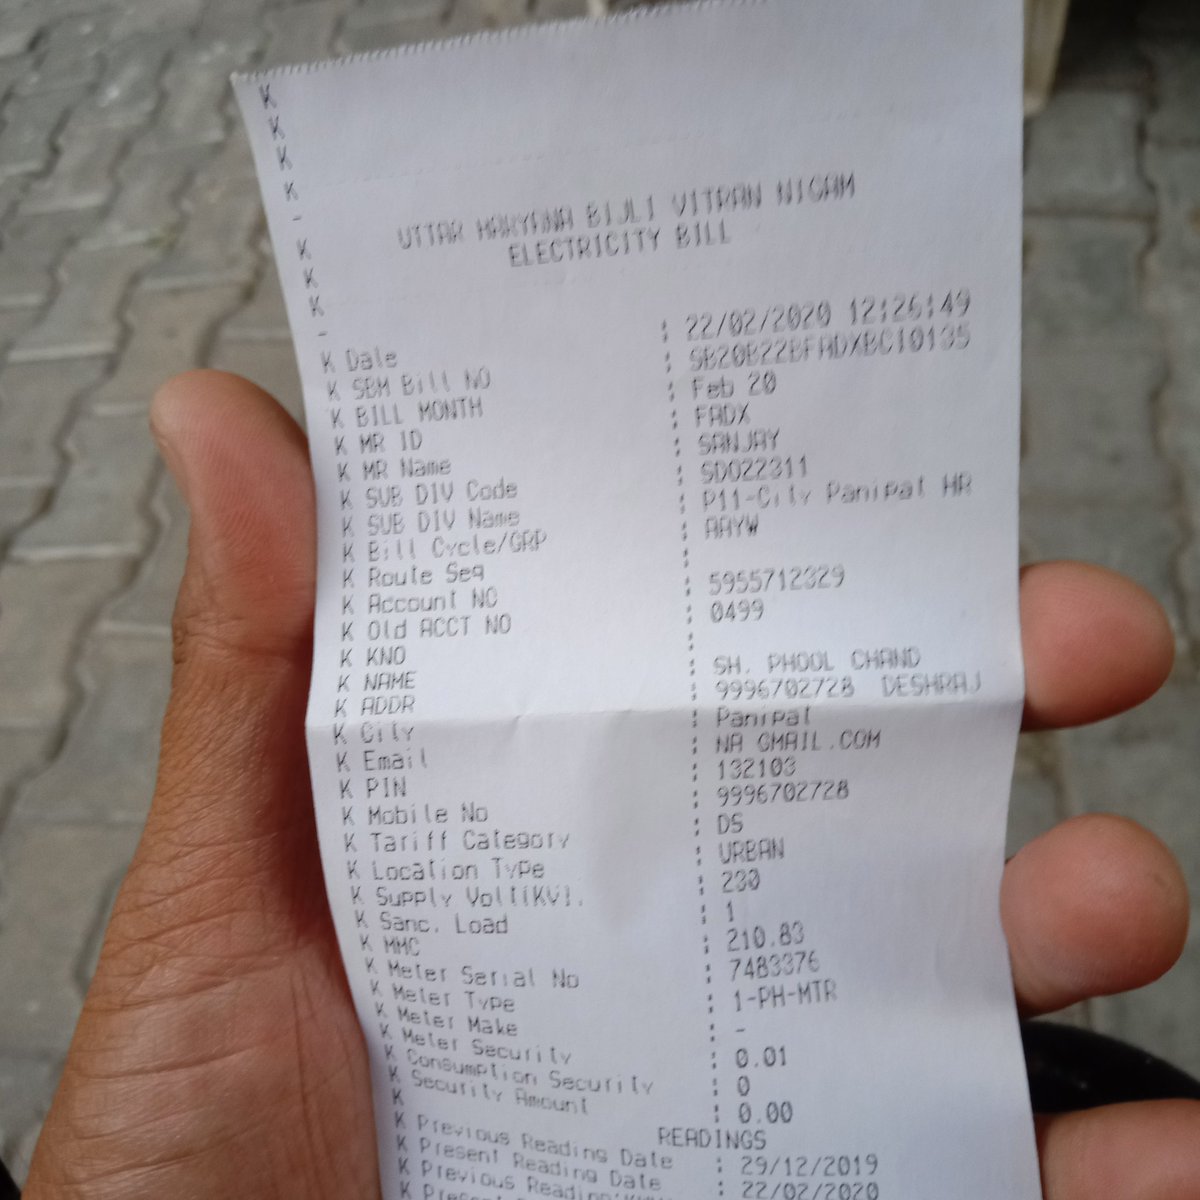 K
K
K
K
-
K
K
K
-
UTTAR HARYANA BIJLI VITRAN NIGAM
ELECTRICITY BILL
K Date : 22/02/2020 12:26:49
K SBM Bill NO : SB20B22BFADXBC10135
K BILL MONTH : Feb 20
K MR ID : FADX
K MR Name : SANJAY
K SUB DIV Code : SDO22311
K SUB DIV Name : P11-City Panipat HR
K Bill Cycle/GRP : AAYW
K Route Seq :
K Account NO : 5955712329
K Old ACCT NO : 0499
K KNO :
K NAME : SH. PHOOL CHAND
K ADDR : 9996702728 DESHRAJ
K City : Panipat
K Email : NA GMAIL.COM
K PIN : 132103
K Mobile No : 9996702728
K Tariff Category : DS
K Location Type : URBAN
K Supply Volt(KV). : 230
K Sanc. Load : 1
K MMC : 210.83
K Meter Serial No : 7483376
K Meter Type : 1-PH-MTR
K Meter Make : -
K Meter Security : 0.01
K Consumption Security : 0
K Security Amount : 0.00
K READINGS
K Previous Reading Date : 29/12/2019
K Present Reading Date : 22/02/2020
K Previous
K Present